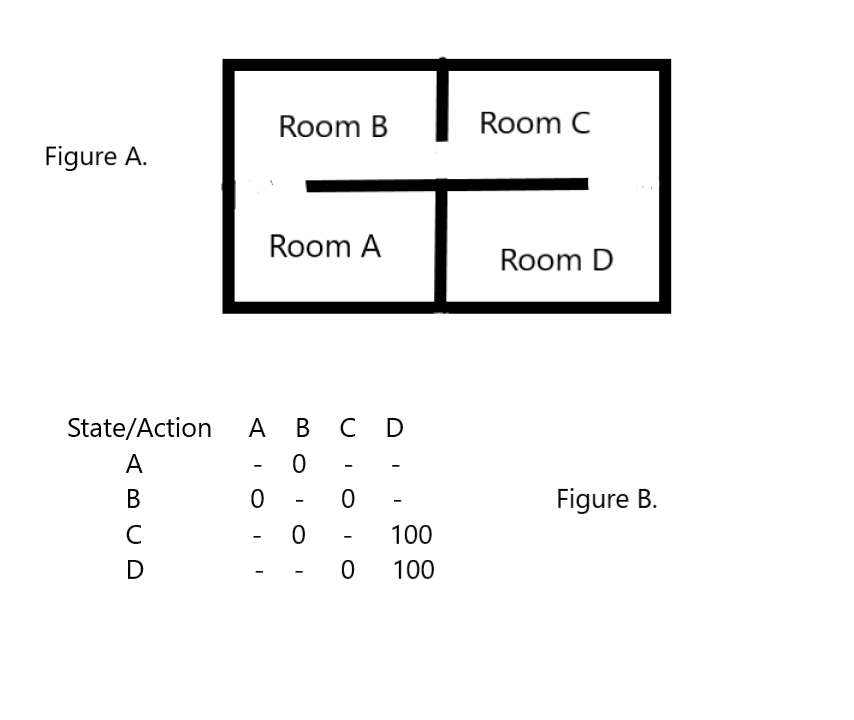 Room B
Room C
Figure A.
Room A
Room D
State/Action A B C D
A - 0 - -
B 0 - 0 -
Figure B.
C - 0 - 100
D - - 0 100